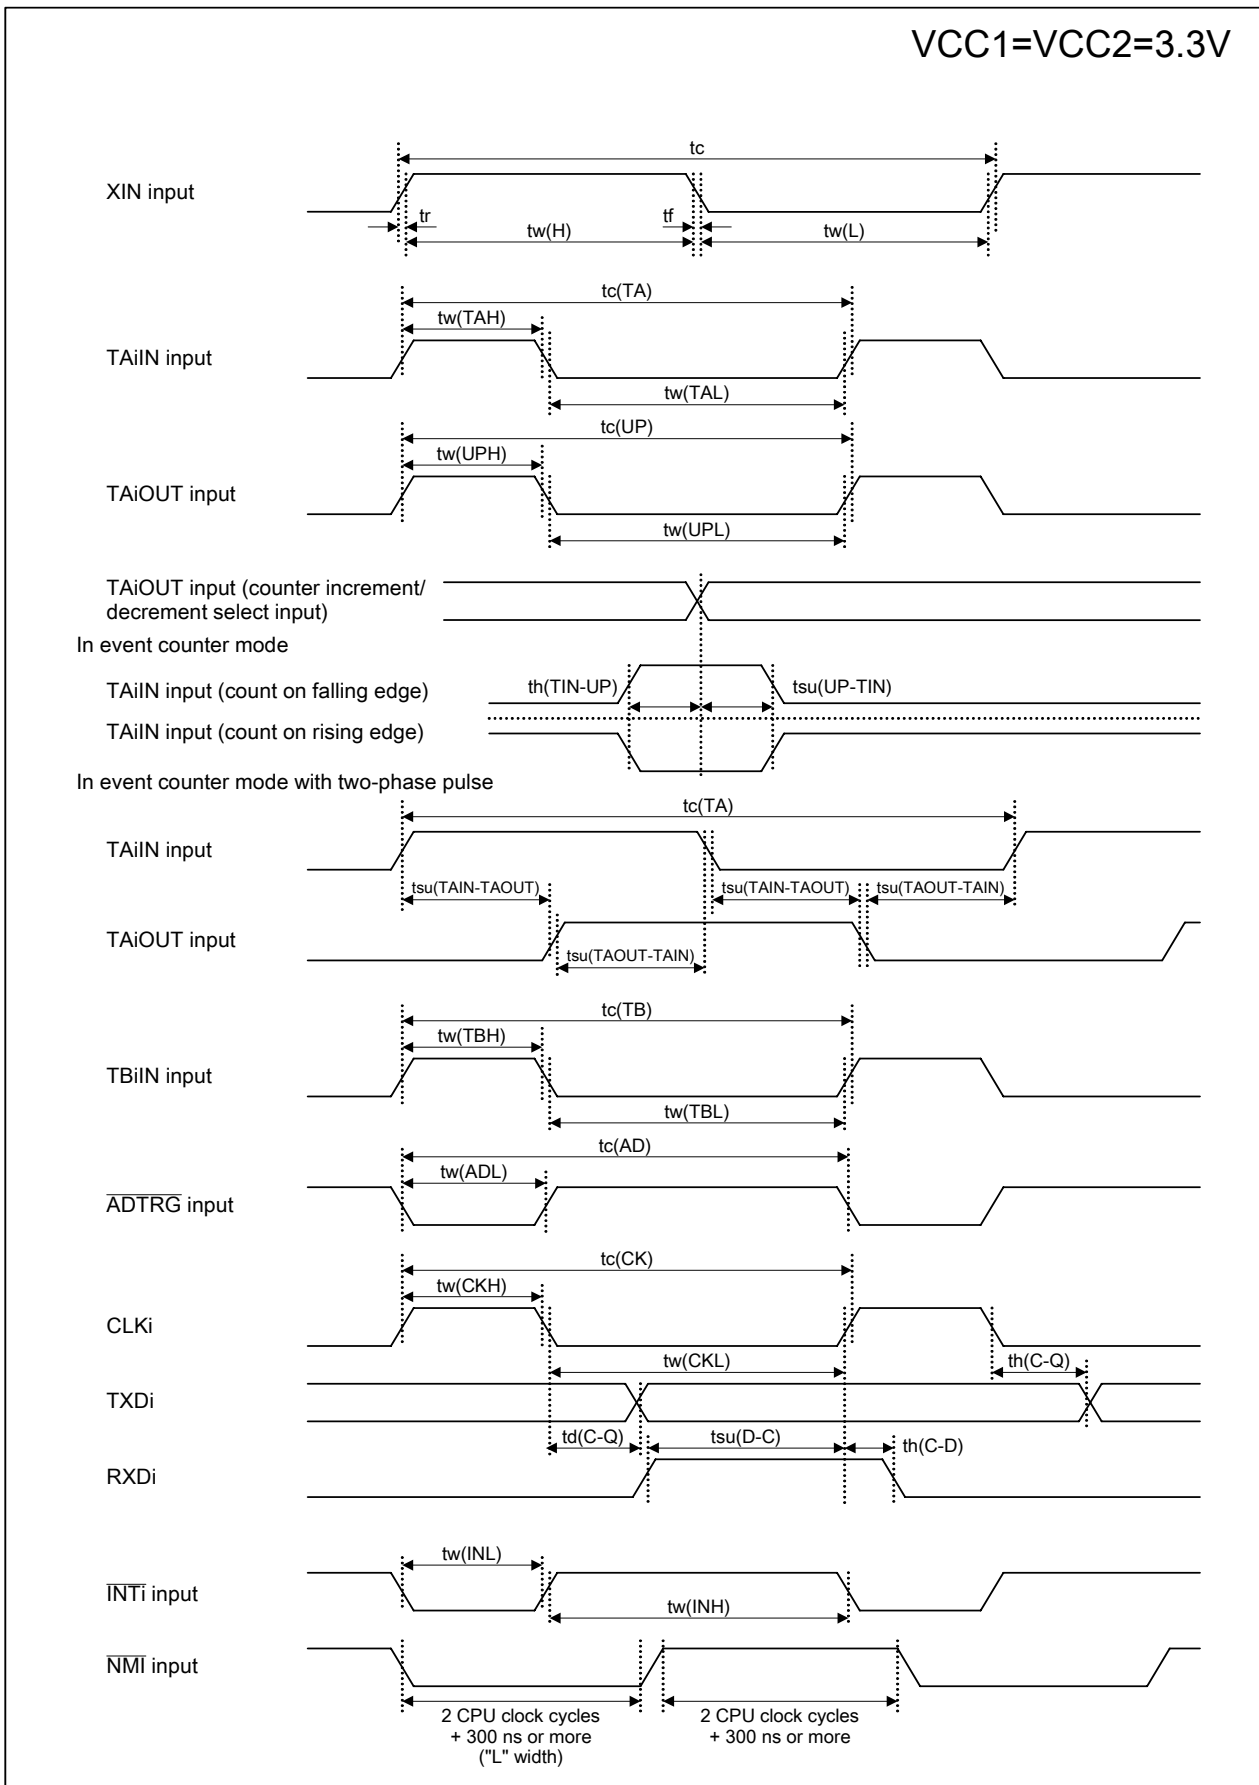 VCC1=VCC2=3.3V
tc
XIN input
tr
tf
tw(H)
tw(L)
tc(TA)
tw(TAH)
TAiIN input
tw(TAL)
tc(UP)
tw(UPH)
TAiOUT input
tw(UPL)
TAiOUT input (counter increment/
decrement select input)
In event counter mode
TAiIN input (count on falling edge)
th(TIN-UP)
tsu(UP-TIN)
TAiIN input (count on rising edge)
In event counter mode with two-phase pulse
tc(TA)
TAiIN input
tsu(TAIN-TAOUT)
tsu(TAIN-TAOUT)
tsu(TAOUT-TAIN)
TAiOUT input
tsu(TAOUT-TAIN)
tc(TB)
tw(TBH)
TBiIN input
tw(TBL)
tc(AD)
tw(ADL)
ADTRG input
tc(CK)
tw(CKH)
CLKi
tw(CKL)
th(C-Q)
TXDi
td(C-Q)
tsu(D-C)
th(C-D)
RXDi
tw(INL)
INTi input
tw(INH)
NMI input
2 CPU clock cycles
+ 300 ns or more
("L" width)
2 CPU clock cycles
+ 300 ns or more